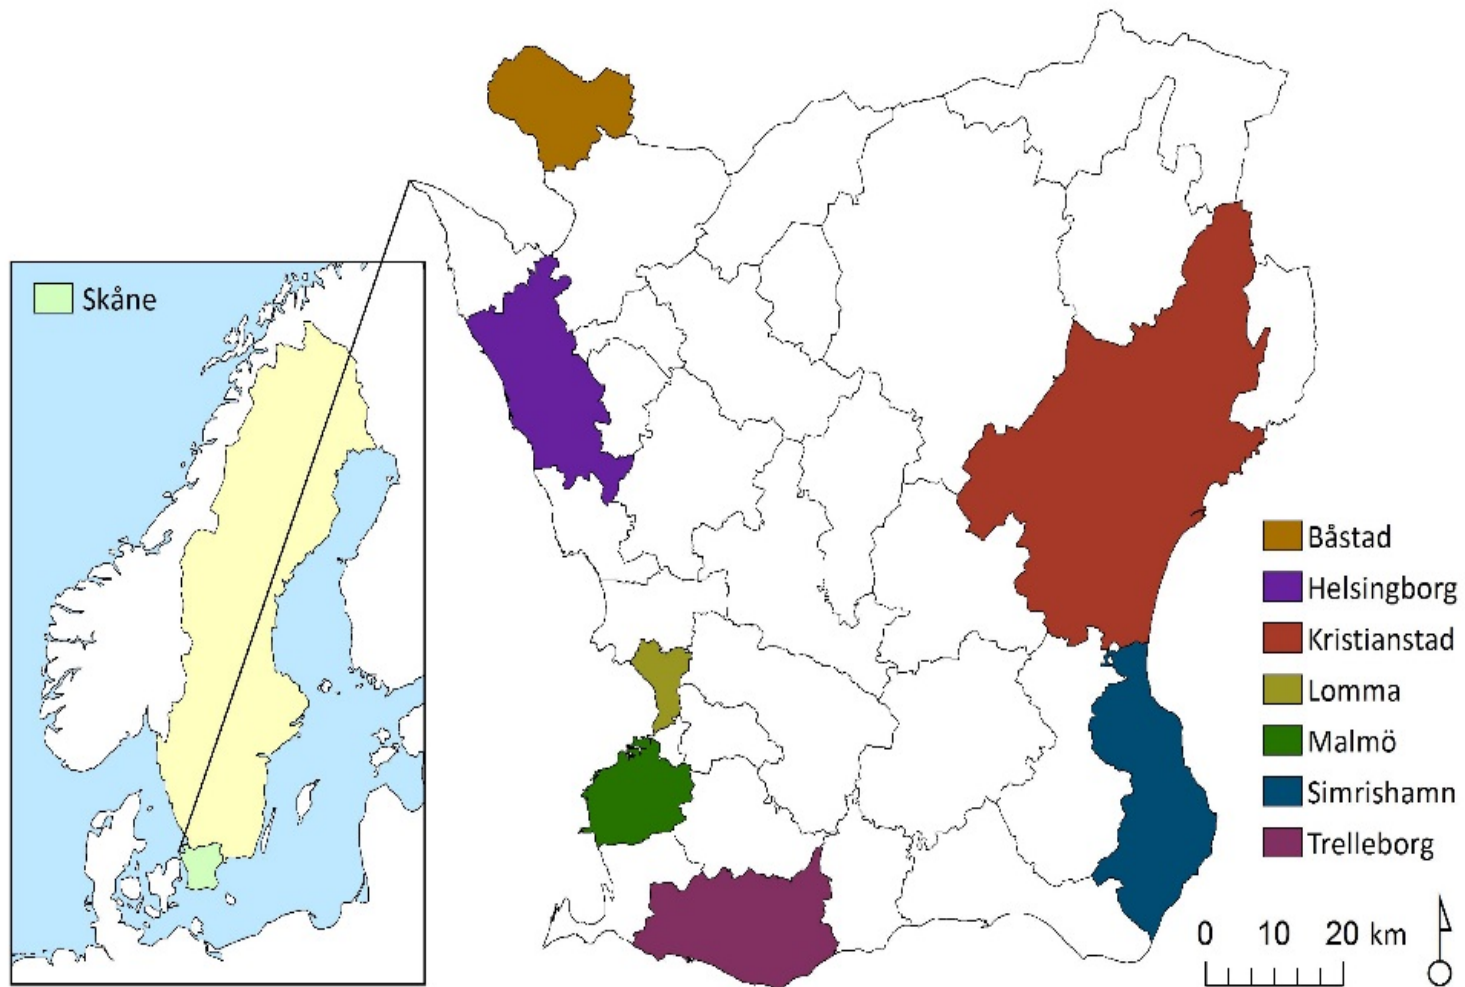 Skåne
Båstad
Helsingborg
Kristianstad
Lomma
Malmö
Simrishamn
Trelleborg
0 10 20 km